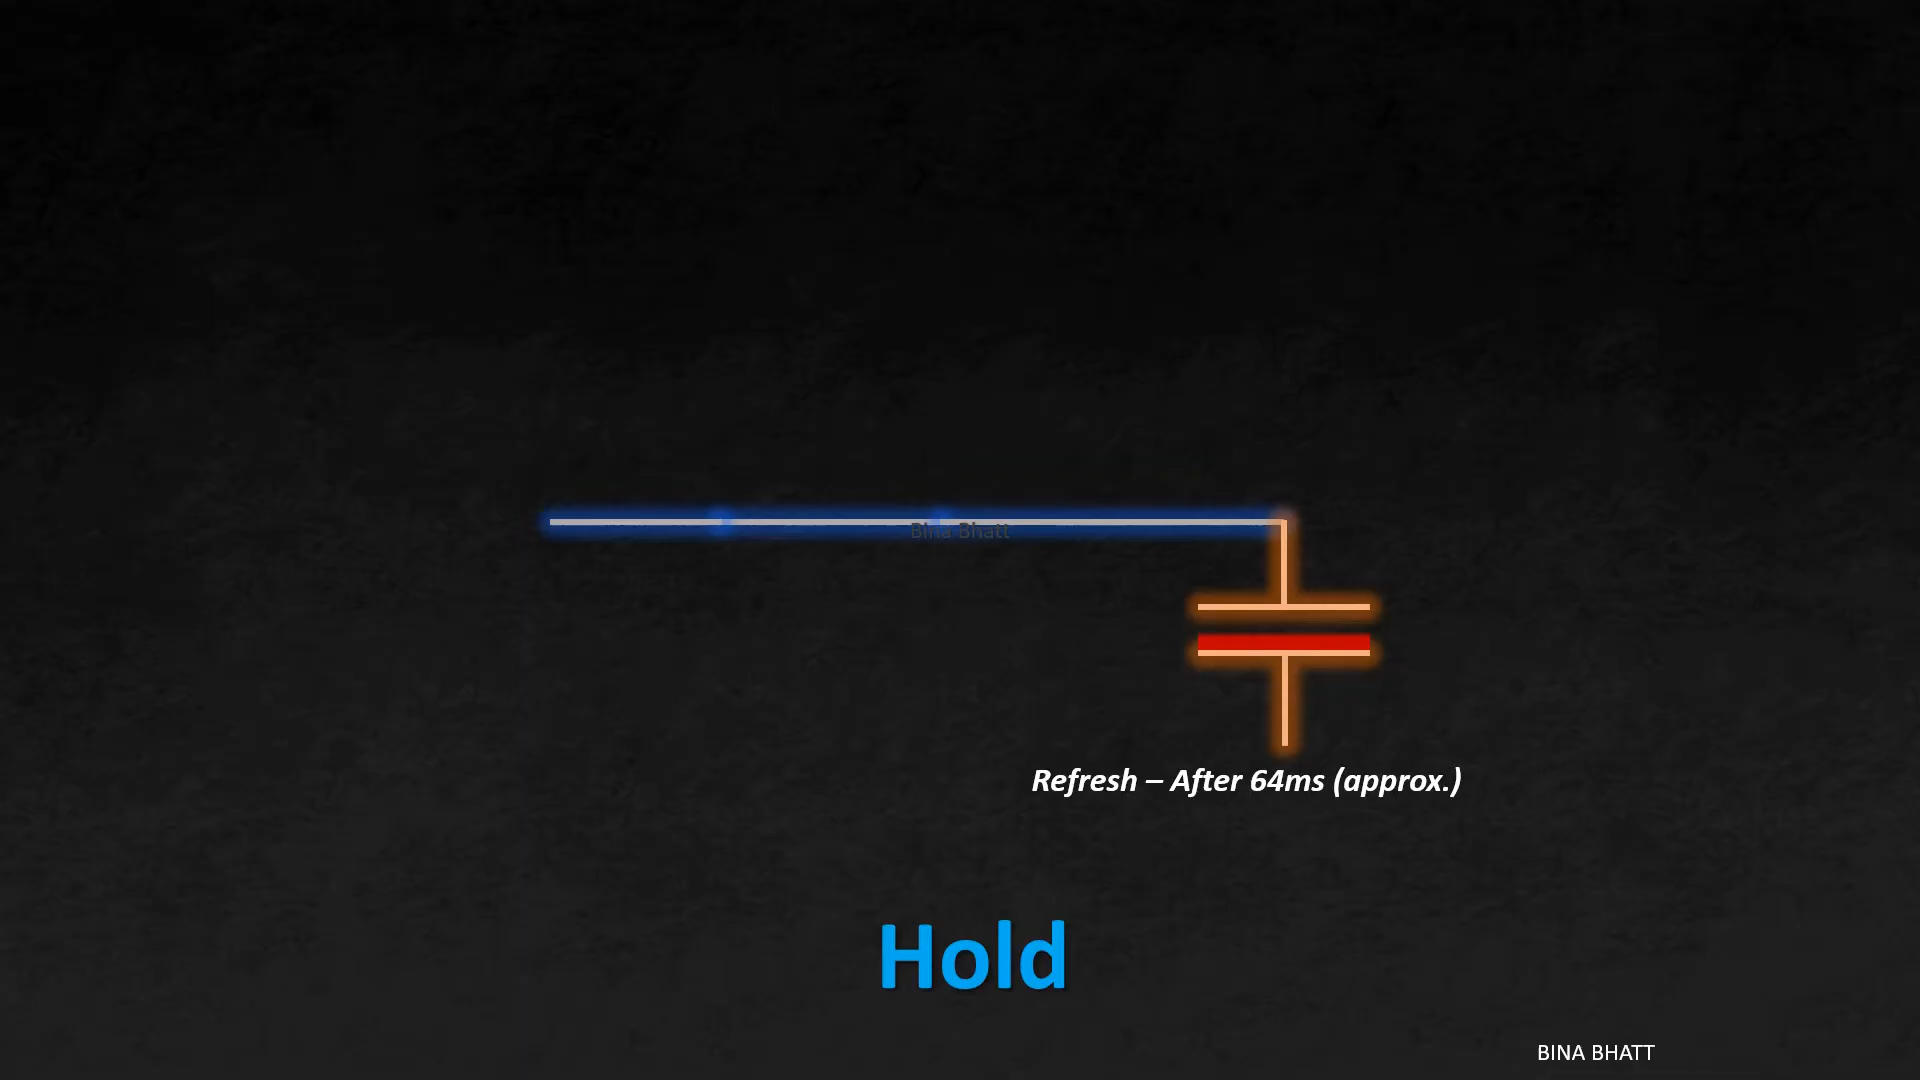 Bina Bhatt
Refresh – After 64ms (approx.)
Hold
BINA BHATT